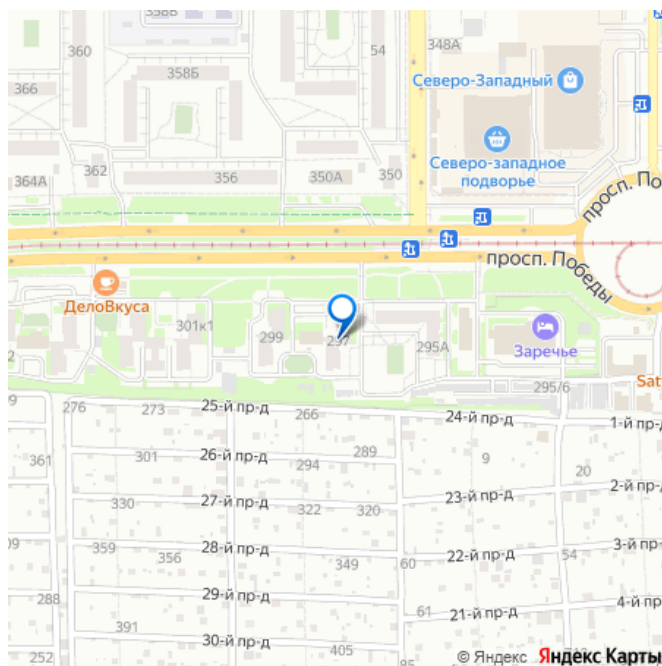 358В
360
54
348А
366
358Б
Северо-Западный
362
364А
356
350А
350
Северо-западное
подворье
просп. По
просп. Победы
ДелоВкуса
301к1
299
295А
Заречье
295/6
Sat
276
273
25-й пр-д
266
24-й пр-д
1-й пр-д
361
301
26-й пр-д
294
289
9
20
2-й пр-д
330
27-й пр-д
322
320
23-й пр-д
359
356
28-й пр-д
349
60
22-й пр-д
54
3-й пр-д
288
29-й пр-д
61
21-й пр-д
4-й пр-д
391
252
30-й пр-д
405
85
© Яндекс Яндекс Карты